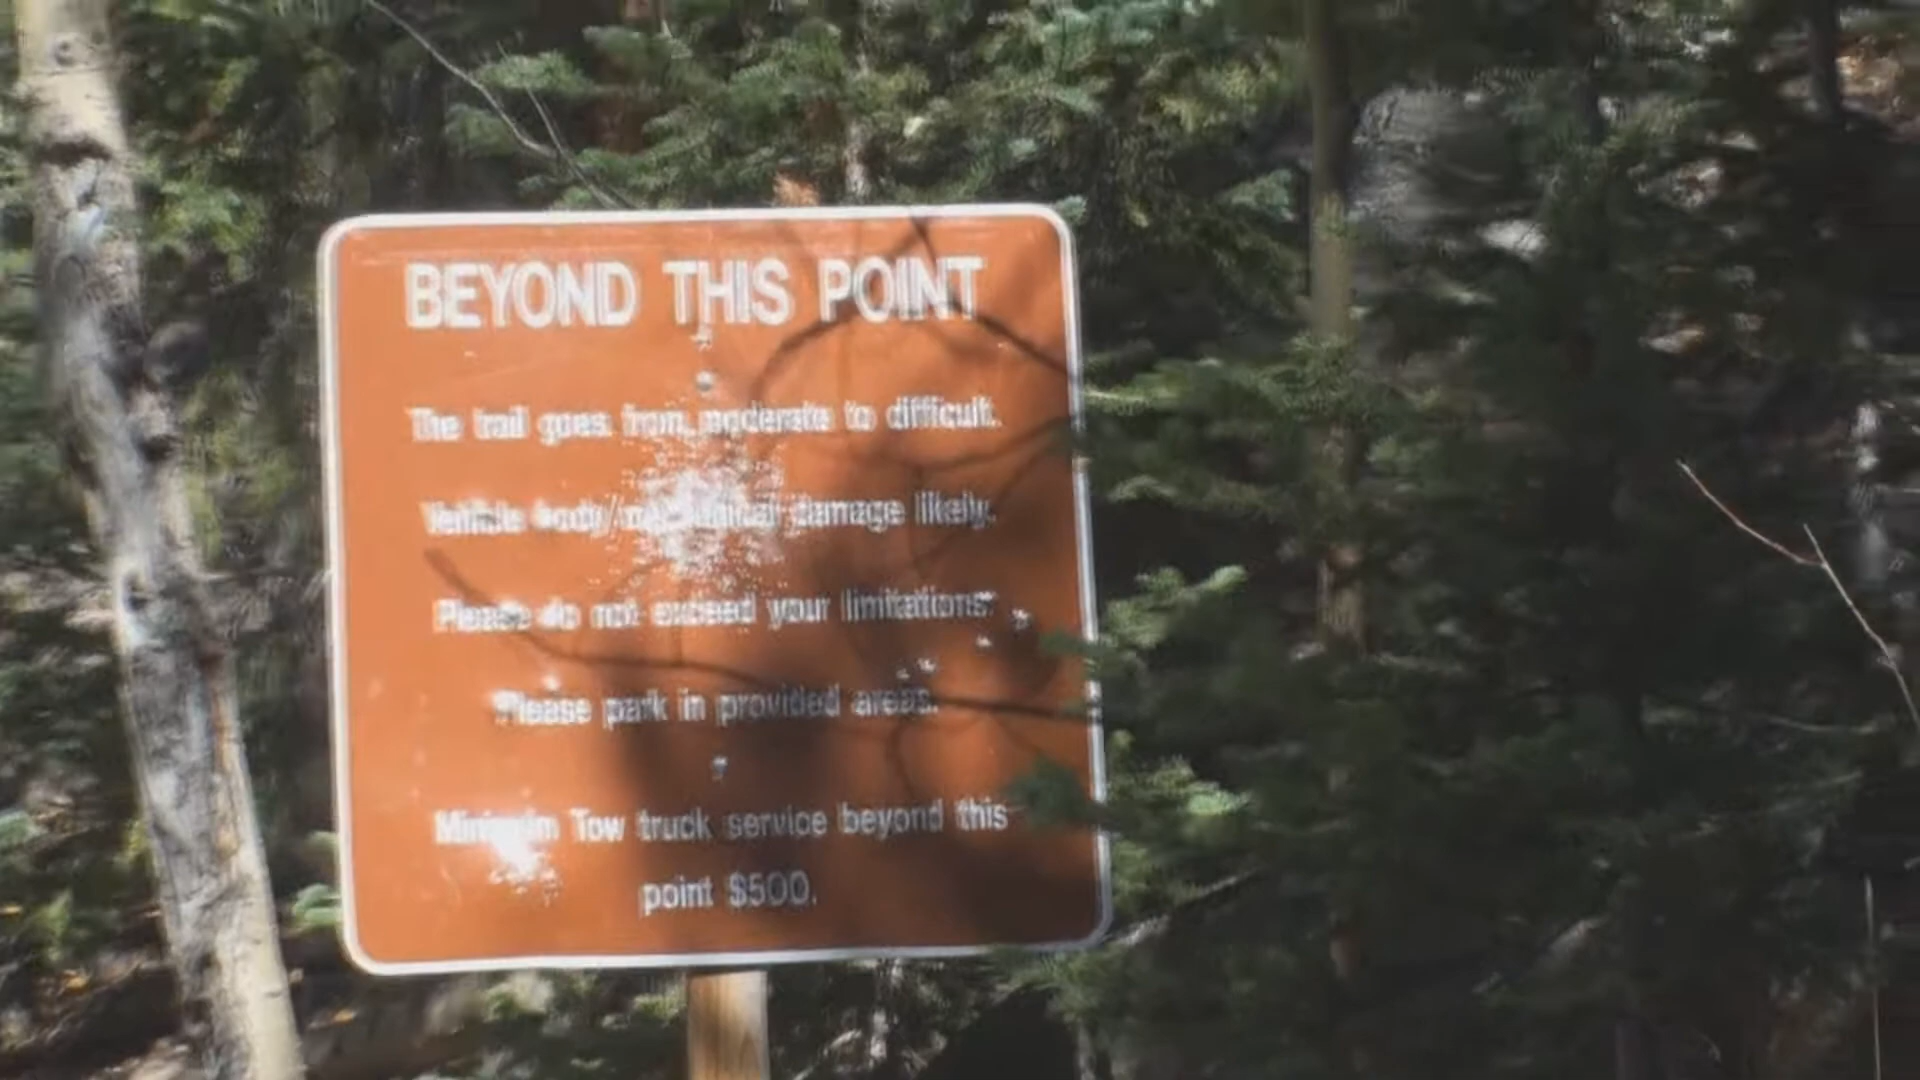 BEYOND THIS POINT
The trail goes from moderate to difficult.
Vehicle body/mechanical damage likely.
Please do not exceed your limitations.
Please park in provided areas.
Minimum Tow truck service beyond this
point $500.